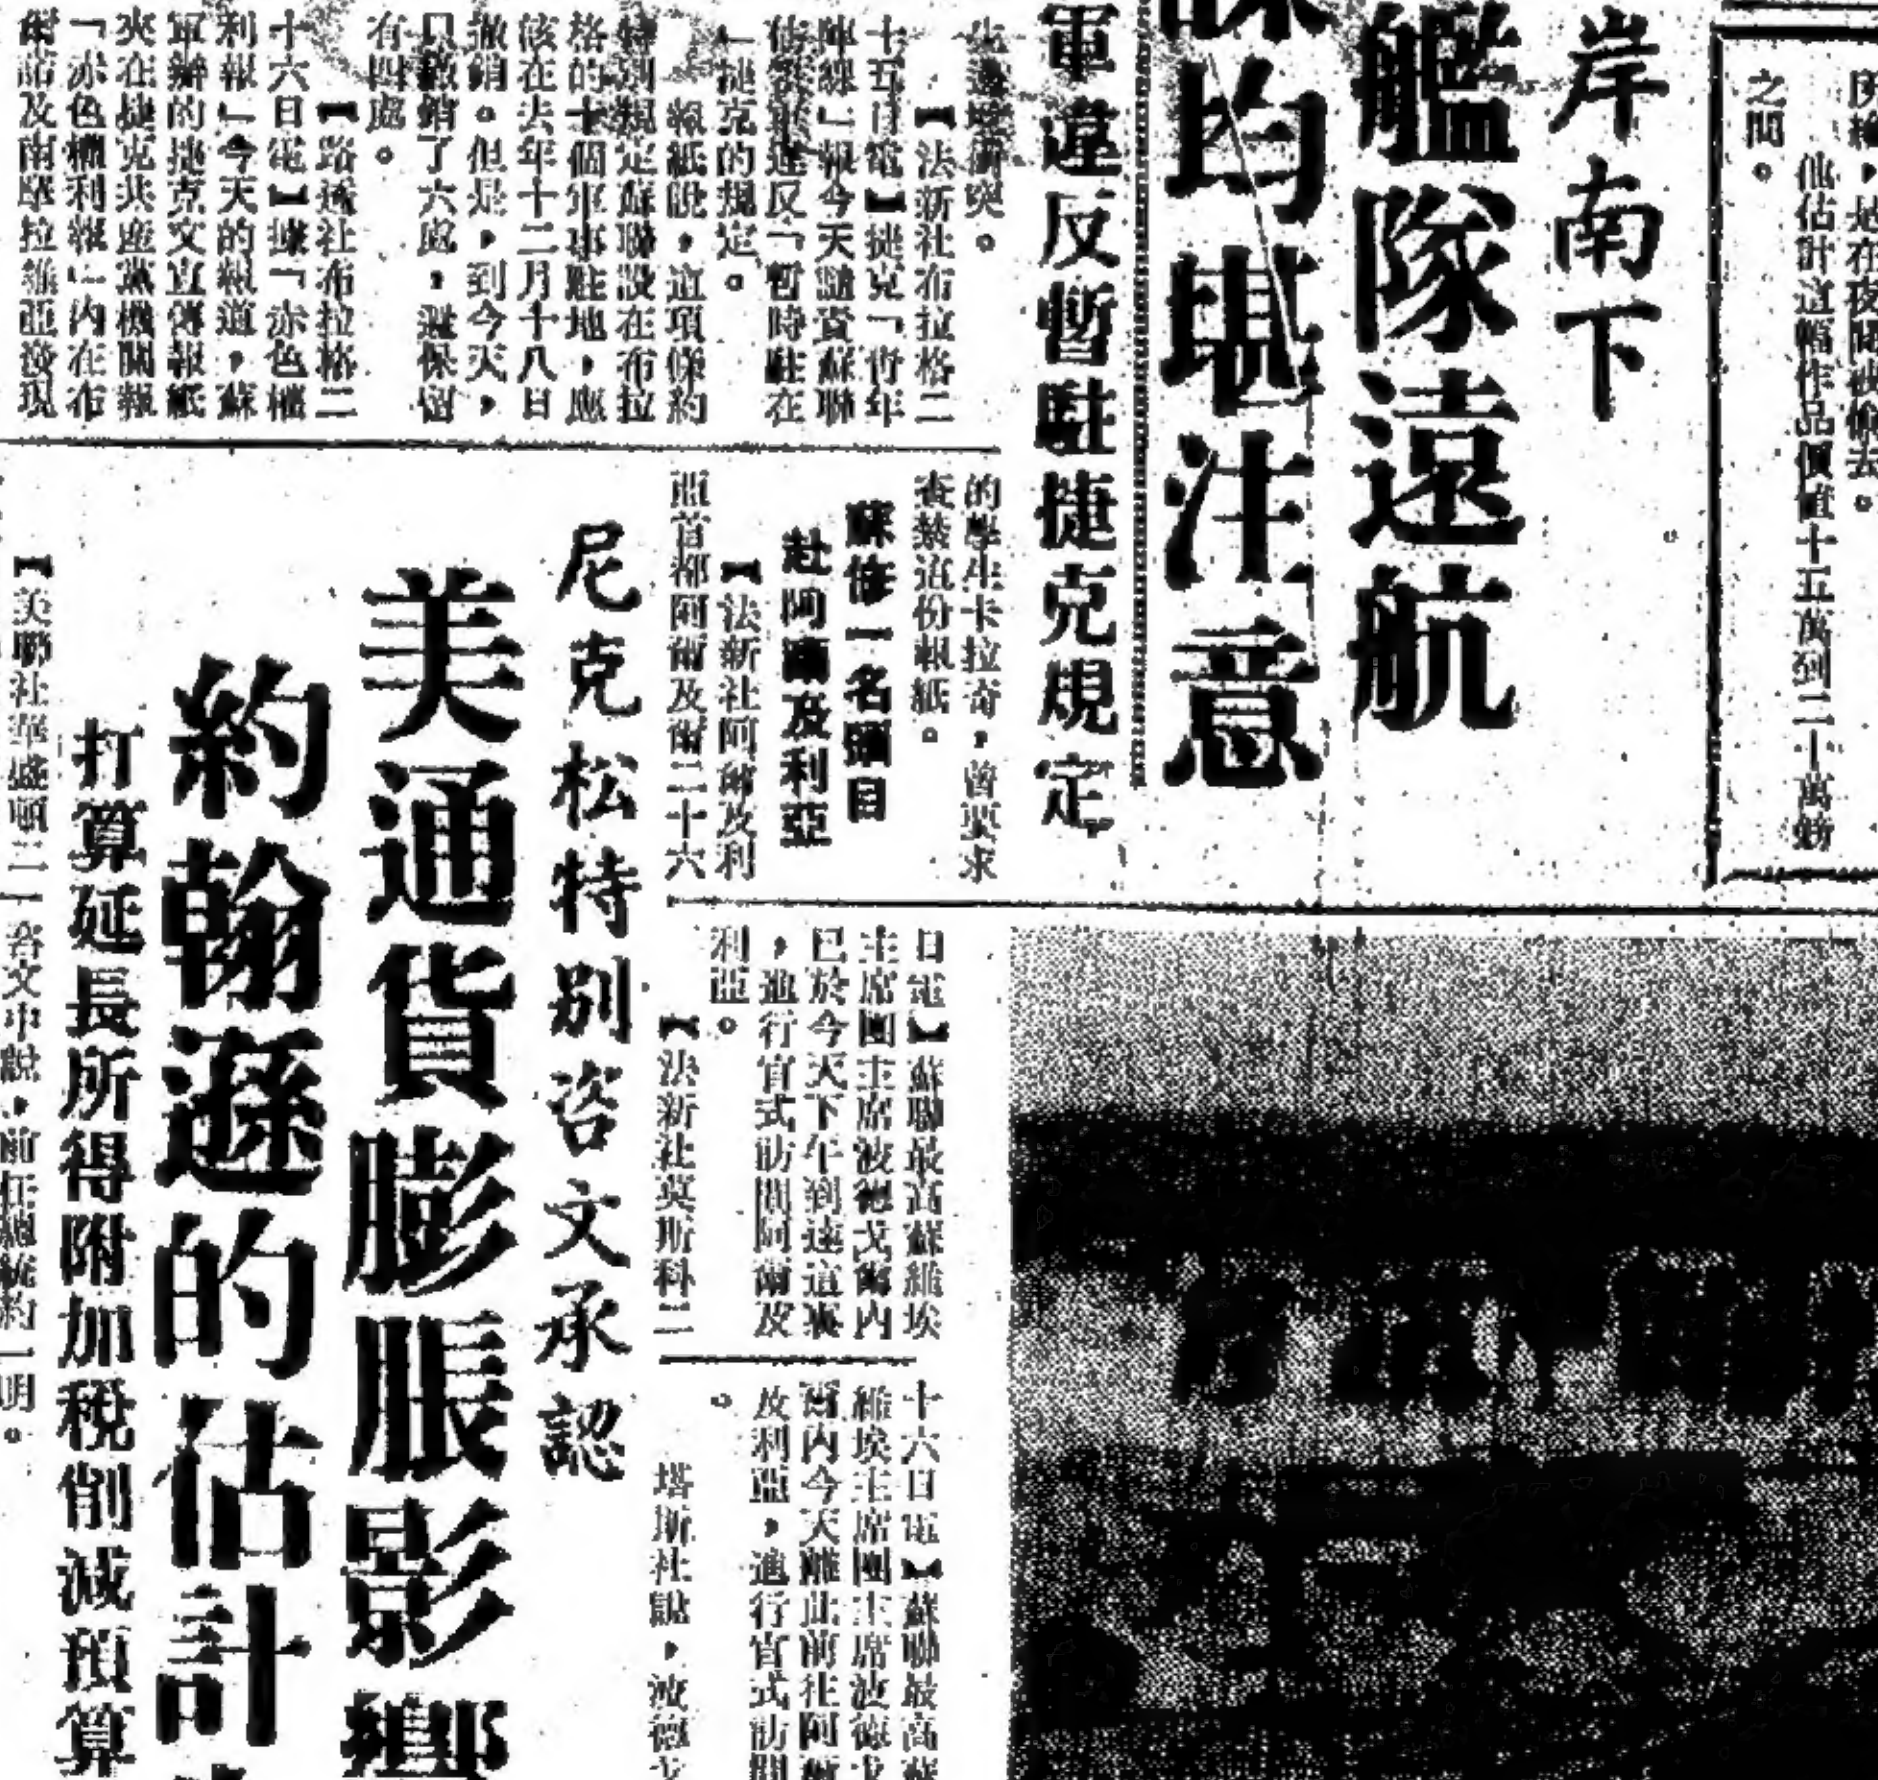 之間。
他估計這幅作品價值十五萬到二十萬鎊
岸南下
艦隊遠航
均堪注意
軍違反暫駐捷克規定
【法新社布拉格二
十五日電】捷克「青年
陣線」報今天譴責蘇聯
違反「暫時駐在
」捷克的規定。
報紙說,這項條約
特別規定蘇聯設在布拉
格的十個軍事駐地,應
該在去年十二月十八日
撤銷。但是,到今天,
只撤銷了六處,還保留
有四處。
【路透社布拉格二
十六日電】據「赤色權
利報」今天的報道,蘇
軍辦的捷克文宣傳報紙
夾在捷克共產黨機關報
「赤色權利報」內在布
及南摩拉維亞發現
的學生卡拉奇,曾要求
查禁這份報紙。
蘇修一名頭目
赴阿爾及利亞
【法新社阿爾及利
亞首都阿爾及爾二十六
日電】蘇聯最高蘇維埃
主席團主席波德戈爾內
已於今天下午到達這裏
,進行官式訪問阿爾及
利亞。
【法新社莫斯科二
十六日電】蘇聯最高蘇
維埃主席團主席波德戈
爾內今天離此前往阿爾
及利亞,進行官式訪問
。
塔斯社說,波德戈
尼克松特別咨文承認
美通貨膨脹影響
約翰遜的估計
打算延長所得附加稅削減預算
【美聯社華盛頓二
咨文中說,前任總統約
明。